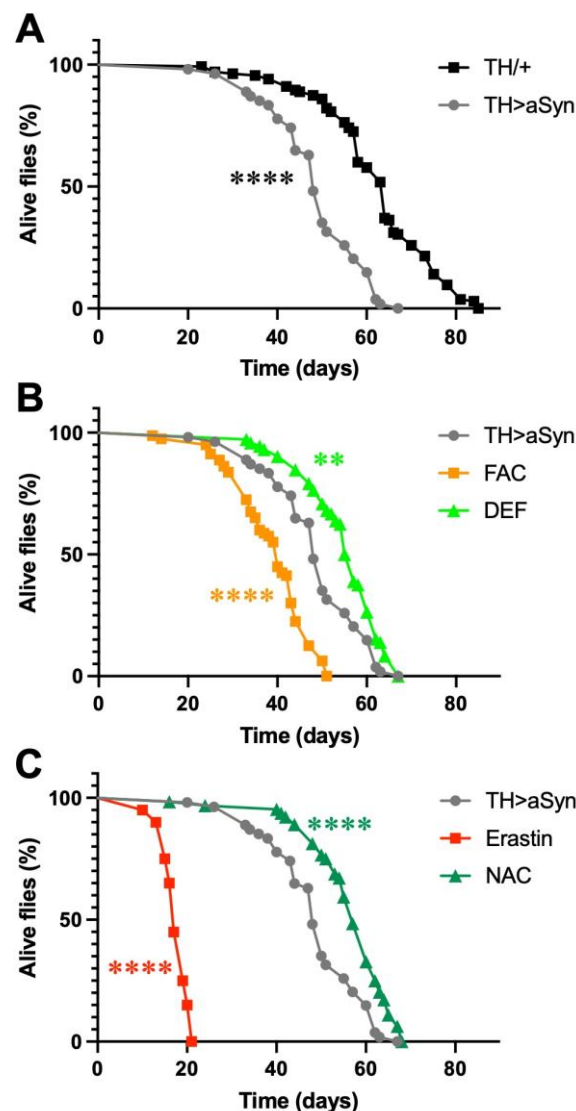 A
Alive flies (%)
100
50
0
0 20 40 60 80
Time (days)
TH/+
TH>aSyn
****
B
Alive flies (%)
100
50
0
0 20 40 60 80
Time (days)
TH>aSyn
FAC
DEF
**
****
C
Alive flies (%)
100
50
0
0 20 40 60 80
Time (days)
TH>aSyn
Erastin
NAC
****
****